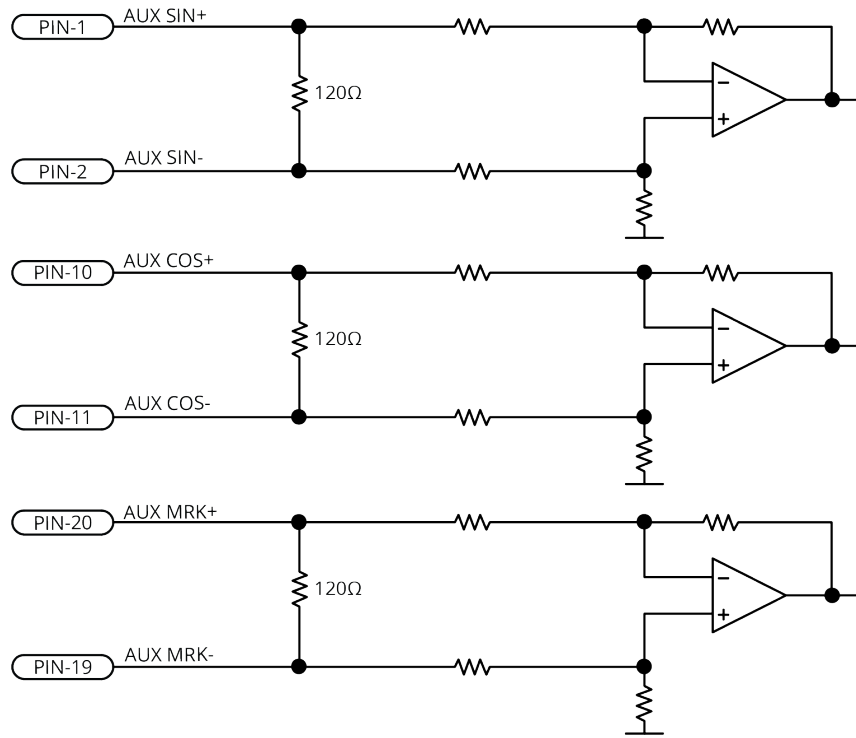 PIN-1 AUX SIN+
120Ω
PIN-2 AUX SIN-
PIN-10 AUX COS+
120Ω
PIN-11 AUX COS-
PIN-20 AUX MRK+
120Ω
PIN-19 AUX MRK-